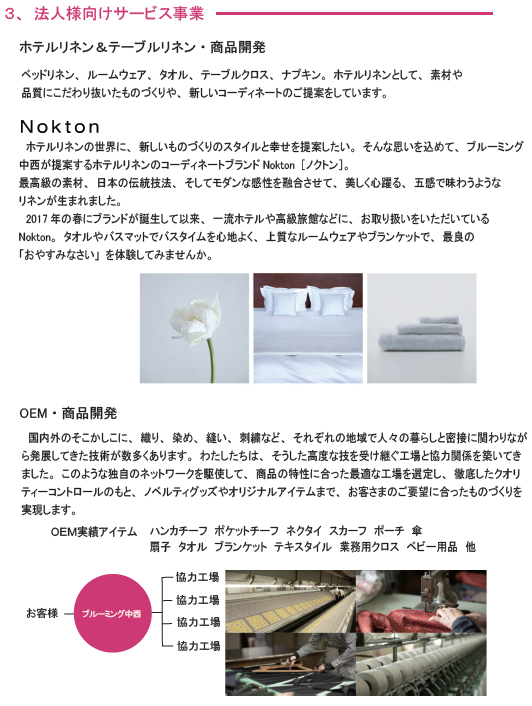 ３、法人様向けサービス事業
ホテルリネン＆テーブルリネン・商品開発
ベッドリネン、ルームウェア、タオル、テーブルクロス、ナプキン。ホテルリネンとして、素材や
品質にこだわり抜いたものづくりや、新しいコーディネートのご提案をしています。
Nokton
ホテルリネンの世界に、新しいものづくりのスタイルと幸せを提案したい。そんな思いを込めて、ブルーミング
中西が提案するホテルリネンのコーディネートブランド Nokton［ノクトン］。
最高級の素材、日本の伝統技法、そしてモダンな感性を融合させて、美しく心躍る、五感で味わうような
リネンが生まれました。
2017 年の春にブランドが誕生して以来、一流ホテルや高級旅館などに、お取り扱いをいただいている
Nokton。タオルやバスマットでバスタイムを心地よく、上質なルームウェアやブランケットで、最良の
「おやすみなさい」を体験してみませんか。
OEM・商品開発
国内外のそこかしこに、織り、染め、縫い、刺繍など、それぞれの地域で人々の暮らしと密接に関わりなが
ら発展してきた技術が数多くあります。わたしたちは、そうした高度な技を受け継ぐ工場と協力関係を築いてき
ました。このような独自のネットワークを駆使して、商品の特性に合った最適な工場を選定し、徹底したクオリ
ティーコントロールのもと、ノベルティグッズやオリジナルアイテムまで、お客さまのご要望に合ったものづくりを
実現します。
OEM実績アイテム ハンカチーフ ポケットチーフ ネクタイ スカーフ ポーチ 傘
扇子 タオル ブランケット テキスタイル 業務用クロス ベビー用品 他
お客様
ブルーミング中西
協力工場
協力工場
協力工場
協力工場